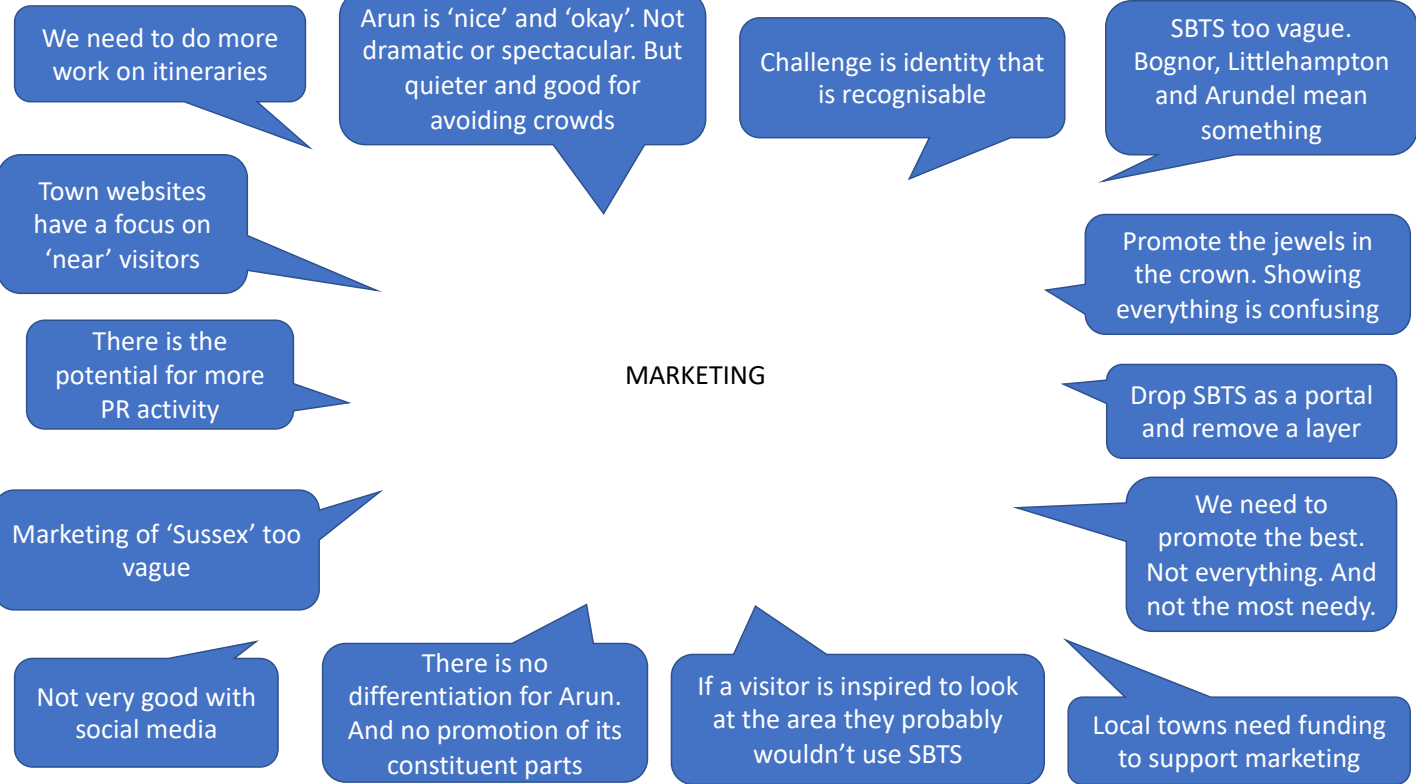 We need to do more
work on itineraries
Arun is ‘nice’ and ‘okay’. Not
dramatic or spectacular. But
quieter and good for
avoiding crowds
Challenge is identity that
is recognisable
SBTS too vague.
Bognor, Littlehampton
and Arundel mean
something
Town websites
have a focus on
‘near’ visitors
Promote the jewels in
the crown. Showing
everything is confusing
There is the
potential for more
PR activity
MARKETING
Drop SBTS as a portal
and remove a layer
Marketing of ‘Sussex’ too
vague
We need to
promote the best.
Not everything. And
not the most needy.
Not very good with
social media
There is no
differentiation for Arun.
And no promotion of its
constituent parts
If a visitor is inspired to look
at the area they probably
wouldn’t use SBTS
Local towns need funding
to support marketing